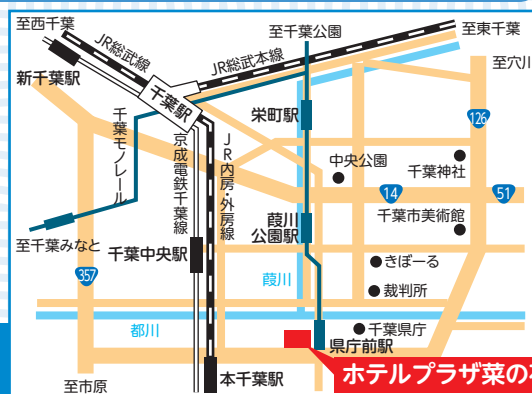 至西千葉
至千葉公園
至東千葉
JR総武線
JR総武本線
至穴川
新千葉駅
千葉駅
栄町駅
126
千葉モノレール
京成電鉄千葉線
JR内房・外房線
中央公園
千葉神社
14
51
千葉市美術館
葭川
公園駅
至千葉みなと
千葉中央駅
きぼーる
357
葭川
裁判所
都川
千葉県庁
県庁前駅
至市原
本千葉駅
ホテルプラザ菜の